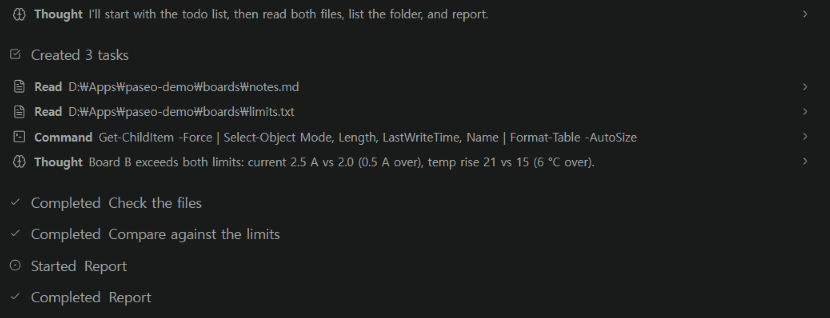 Thought I'll start with the todo list, then read both files, list the folder, and report.
Created 3 tasks
Read D:₩Apps₩paseo-demo₩boards₩notes.md
Read D:₩Apps₩paseo-demo₩boards₩limits.txt
Command Get-ChildItem -Force | Select-Object Mode, Length, LastWriteTime, Name | Format-Table -AutoSize
Thought Board B exceeds both limits: current 2.5 A vs 2.0 (0.5 A over), temp rise 21 vs 15 (6 °C over).
Completed Check the files
Completed Compare against the limits
Started Report
Completed Report